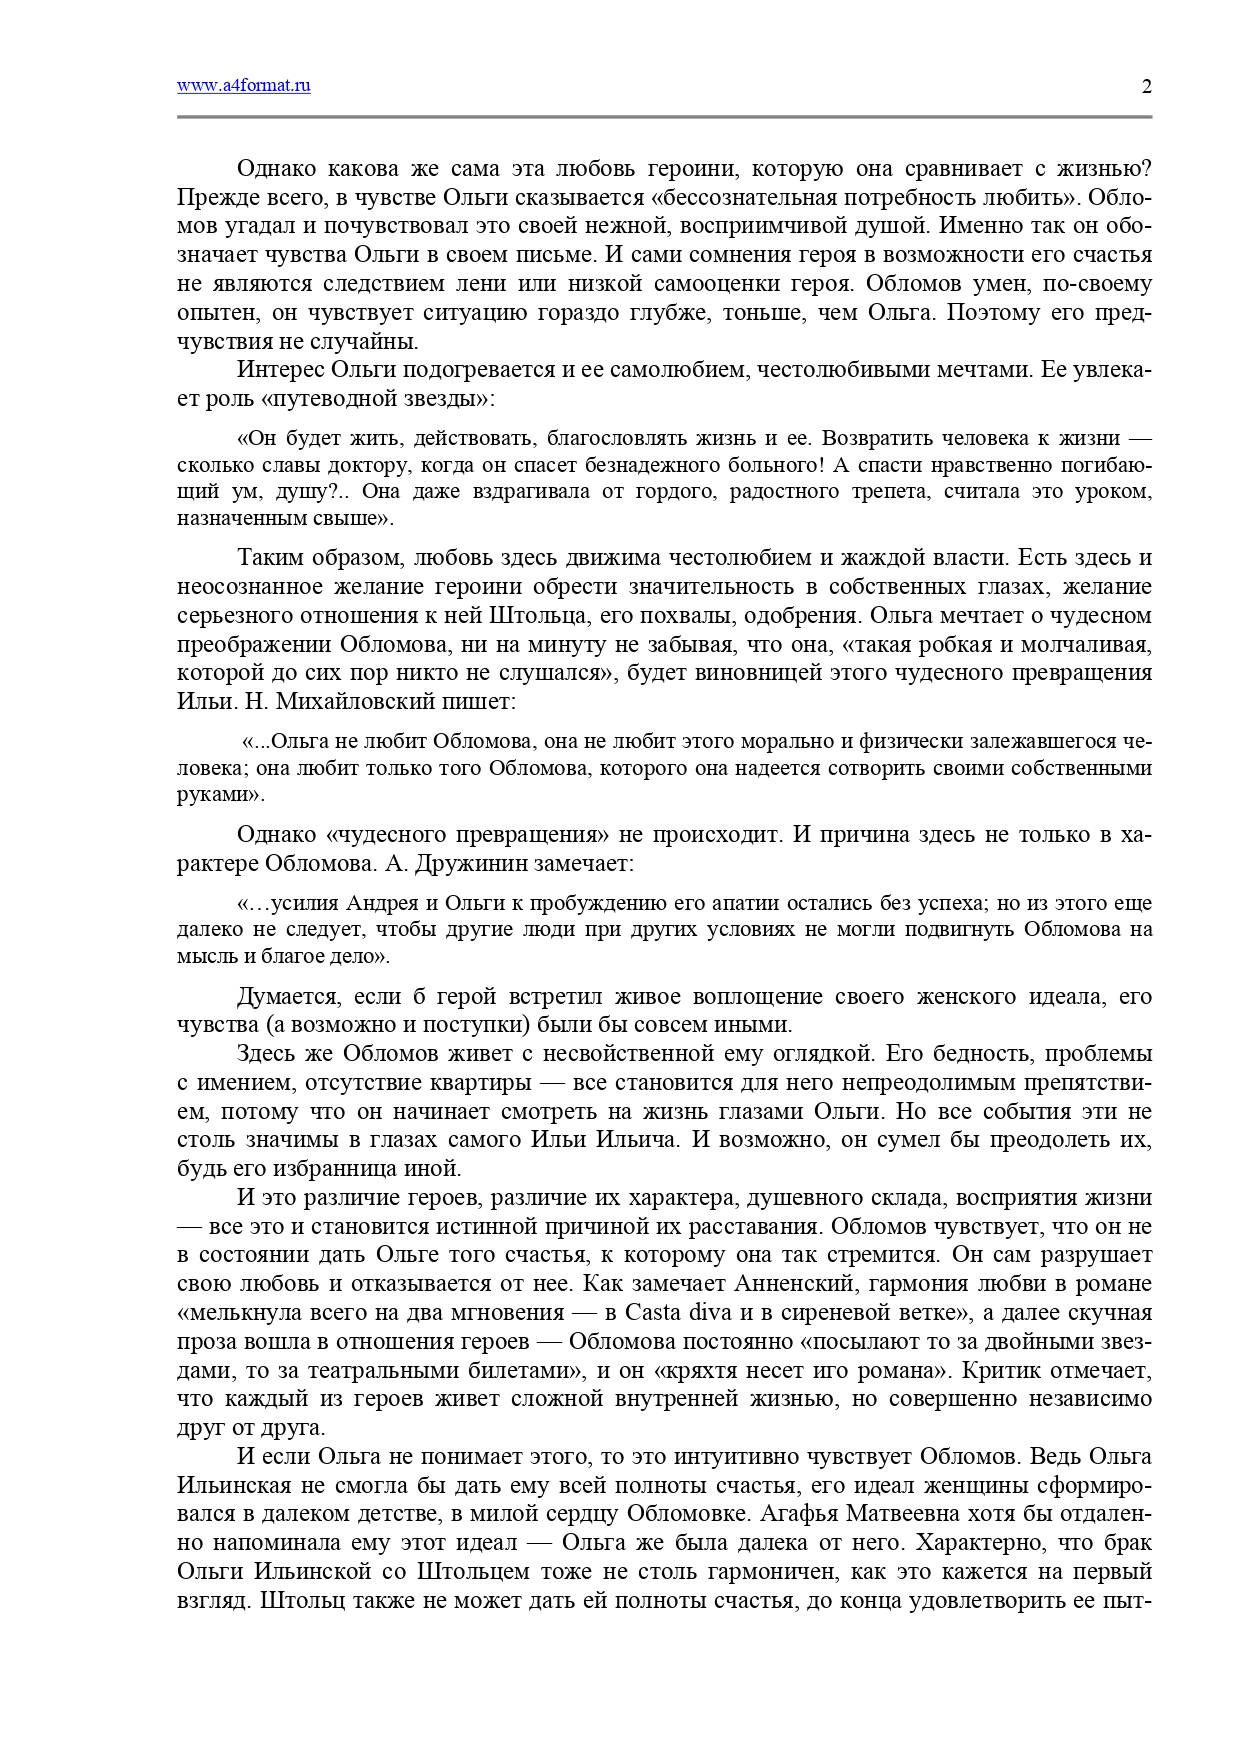 www.a4format.ru 2
Однако какова же сама эта любовь героини, которую она сравнивает с жизнью?
Прежде всего, в чувстве Ольги сказывается «бессознательная потребность любить». Обло-
мов угадал и почувствовал это своей нежной, восприимчивой душой. Именно так он обо-
значает чувства Ольги в своем письме. И сами сомнения героя в возможности его счастья
не являются следствием лени или низкой самооценки героя. Обломов умен, по-своему
опытен, он чувствует ситуацию гораздо глубже, тоньше, чем Ольга. Поэтому его пред-
чувствия не случайны.
Интерес Ольги подогревается и ее самолюбием, честолюбивыми мечтами. Ее увлека-
ет роль «путеводной звезды»:
«Он будет жить, действовать, благословлять жизнь и ее. Возвратить человека к жизни —
сколько славы доктору, когда он спасет безнадежного больного! А спасти нравственно погибаю-
щий ум, душу?.. Она даже вздрагивала от гордого, радостного трепета, считала это уроком,
назначенным свыше».
Таким образом, любовь здесь движима честолюбием и жаждой власти. Есть здесь и
неосознанное желание героини обрести значительность в собственных глазах, желание
серьезного отношения к ней Штольца, его похвалы, одобрения. Ольга мечтает о чудесном
преображении Обломова, ни на минуту не забывая, что она, «такая робкая и молчаливая,
которой до сих пор никто не слушался», будет виновницей этого чудесного превращения
Ильи. Н. Михайловский пишет:
«...Ольга не любит Обломова, она не любит этого морально и физически залежавшегося че-
ловека; она любит только того Обломова, которого она надеется сотворить своими собственными
руками».
Однако «чудесного превращения» не происходит. И причина здесь не только в ха-
рактере Обломова. А. Дружинин замечает:
«…усилия Андрея и Ольги к пробуждению его апатии остались без успеха; но из этого еще
далеко не следует, чтобы другие люди при других условиях не могли подвигнуть Обломова на
мысль и благое дело».
Думается, если б герой встретил живое воплощение своего женского идеала, его
чувства (а возможно и поступки) были бы совсем иными.
Здесь же Обломов живет с несвойственной ему оглядкой. Его бедность, проблемы
с имением, отсутствие квартиры — все становится для него непреодолимым препятстви-
ем, потому что он начинает смотреть на жизнь глазами Ольги. Но все события эти не
столь значимы в глазах самого Ильи Ильича. И возможно, он сумел бы преодолеть их,
будь его избранница иной.
И это различие героев, различие их характера, душевного склада, восприятия жизни
— все это и становится истинной причиной их расставания. Обломов чувствует, что он не
в состоянии дать Ольге того счастья, к которому она так стремится. Он сам разрушает
свою любовь и отказывается от нее. Как замечает Анненский, гармония любви в романе
«мелькнула всего на два мгновения — в Casta diva и в сиреневой ветке», а далее скучная
проза вошла в отношения героев — Обломова постоянно «посылают то за двойными звез-
дами, то за театральными билетами», и он «кряхтя несет иго романа». Критик отмечает,
что каждый из героев живет сложной внутренней жизнью, но совершенно независимо
друг от друга.
И если Ольга не понимает этого, то это интуитивно чувствует Обломов. Ведь Ольга
Ильинская не смогла бы дать ему всей полноты счастья, его идеал женщины сформиро-
вался в далеком детстве, в милой сердцу Обломовке. Агафья Матвеевна хотя бы отдален-
но напоминала ему этот идеал — Ольга же была далека от него. Характерно, что брак
Ольги Ильинской со Штольцем тоже не столь гармоничен, как это кажется на первый
взгляд. Штольц также не может дать ей полноты счастья, до конца удовлетворить ее пыт-